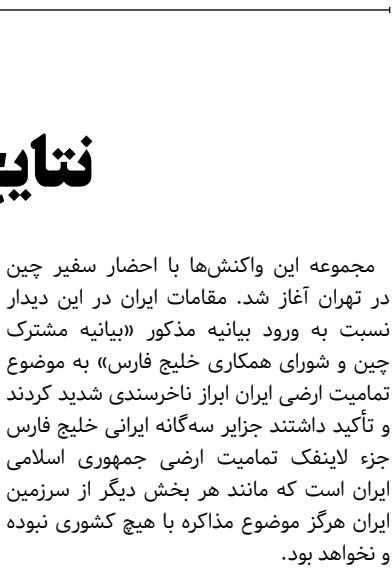 مجموعه این واکنش‌ها با احضار سفیر چین
در تهران آغاز شد. مقامات ایران در این دیدار
نسبت به ورود بیانیه مذکور «بیانیه مشترک
چین و شورای همکاری خلیج فارس» به موضوع
تمامیت ارضی ایران ابراز ناخرسندی شدید کردند
و تأکید داشتند جزایر سه‌گانه ایرانی خلیج فارس
جزء لاینفک تمامیت ارضی جمهوری اسلامی
ایران است که مانند هر بخش دیگر از سرزمین
ایران هرگز موضوع مذاکره با هیچ کشوری نبوده
و نخواهد بود.